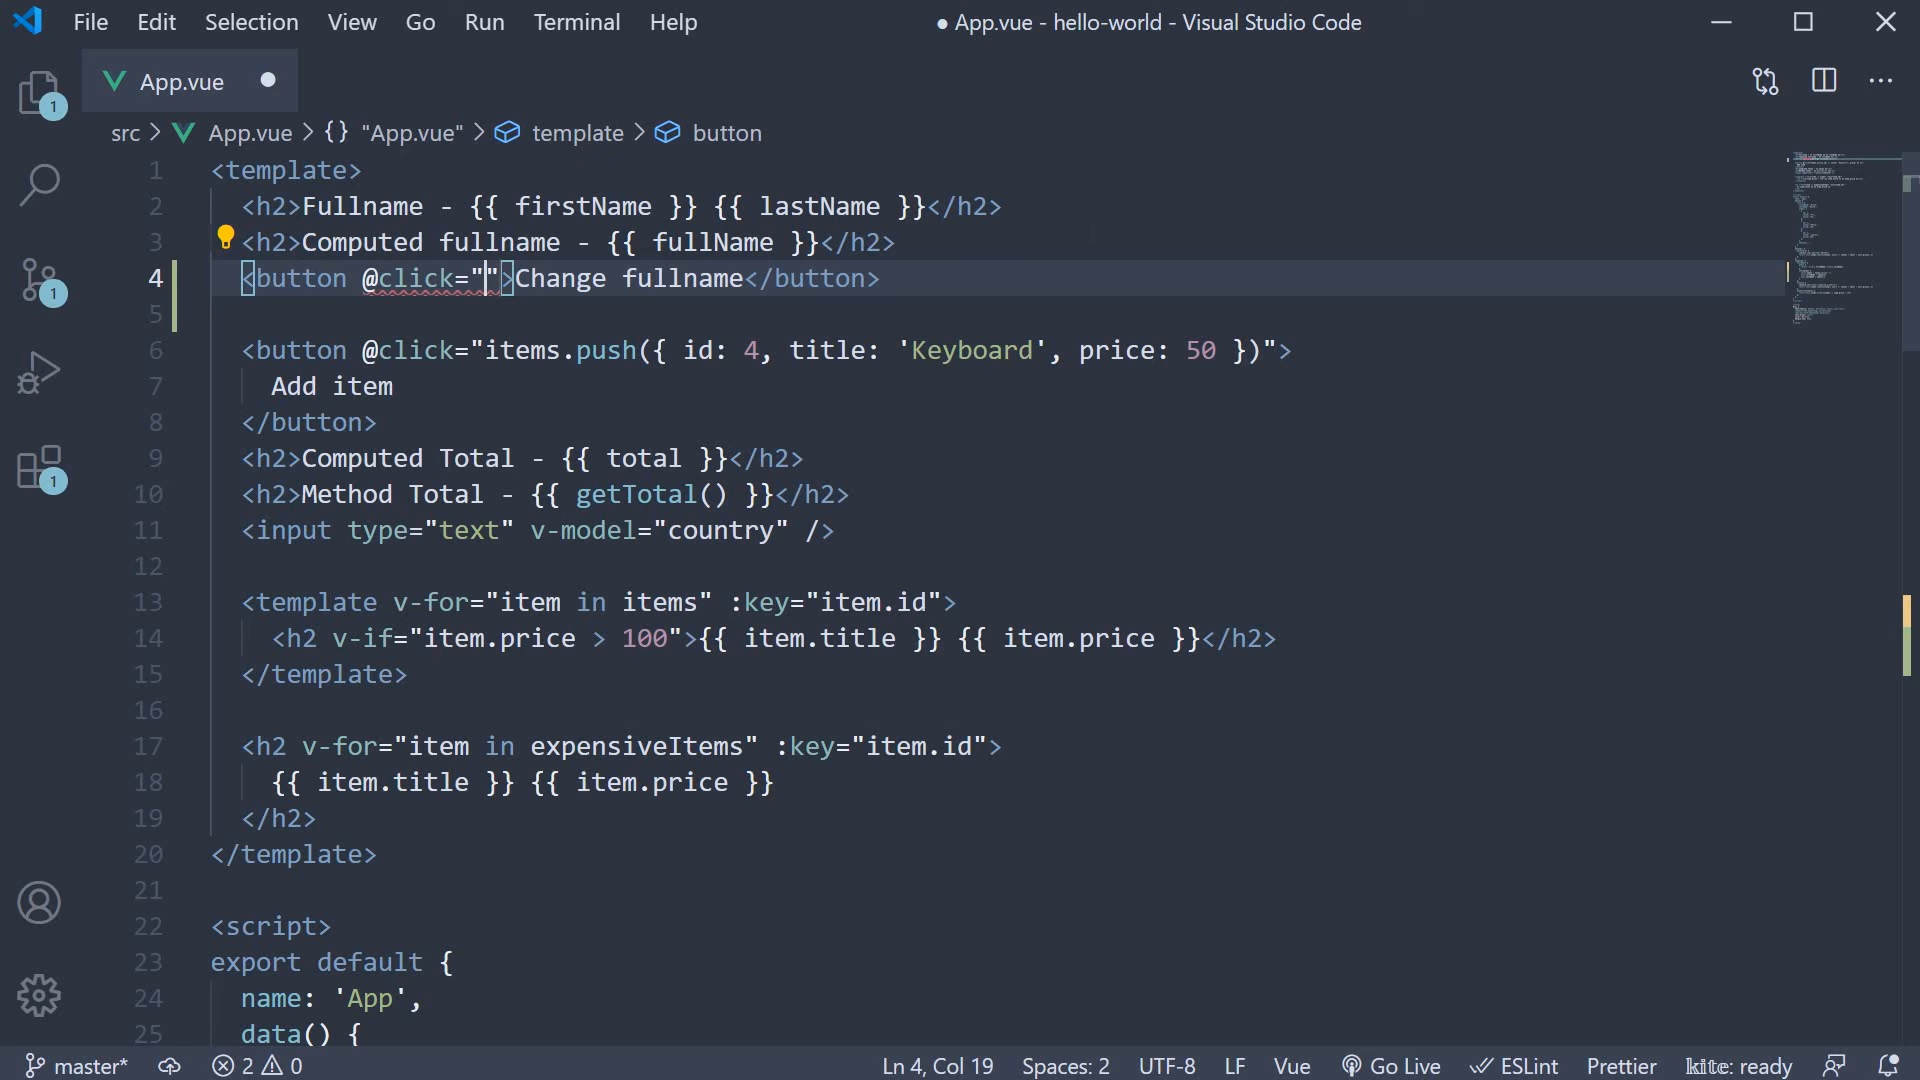 File Edit Selection View Go Run Terminal Help ● App.vue - hello-world - Visual Studio Code
App.vue
src > App.vue > {} "App.vue" > template > button
1 <template>
2 <h2>Fullname - {{ firstName }} {{ lastName }}</h2>
3 <h2>Computed fullname - {{ fullName }}</h2>
4 <button @click="">Change fullname</button>
5
6 <button @click="items.push({ id: 4, title: 'Keyboard', price: 50 })">
7 Add item
8 </button>
9 <h2>Computed Total - {{ total }}</h2>
10 <h2>Method Total - {{ getTotal() }}</h2>
11 <input type="text" v-model="country" />
12
13 <template v-for="item in items" :key="item.id">
14 <h2 v-if="item.price > 100">{{ item.title }} {{ item.price }}</h2>
15 </template>
16
17 <h2 v-for="item in expensiveItems" :key="item.id">
18 {{ item.title }} {{ item.price }}
19 </h2>
20 </template>
21
22 <script>
23 export default {
24 name: 'App',
25 data() {
1
1
1
master* 2 0 Ln 4, Col 19 Spaces: 2 UTF-8 LF Vue Go Live ESLint Prettier kite: ready